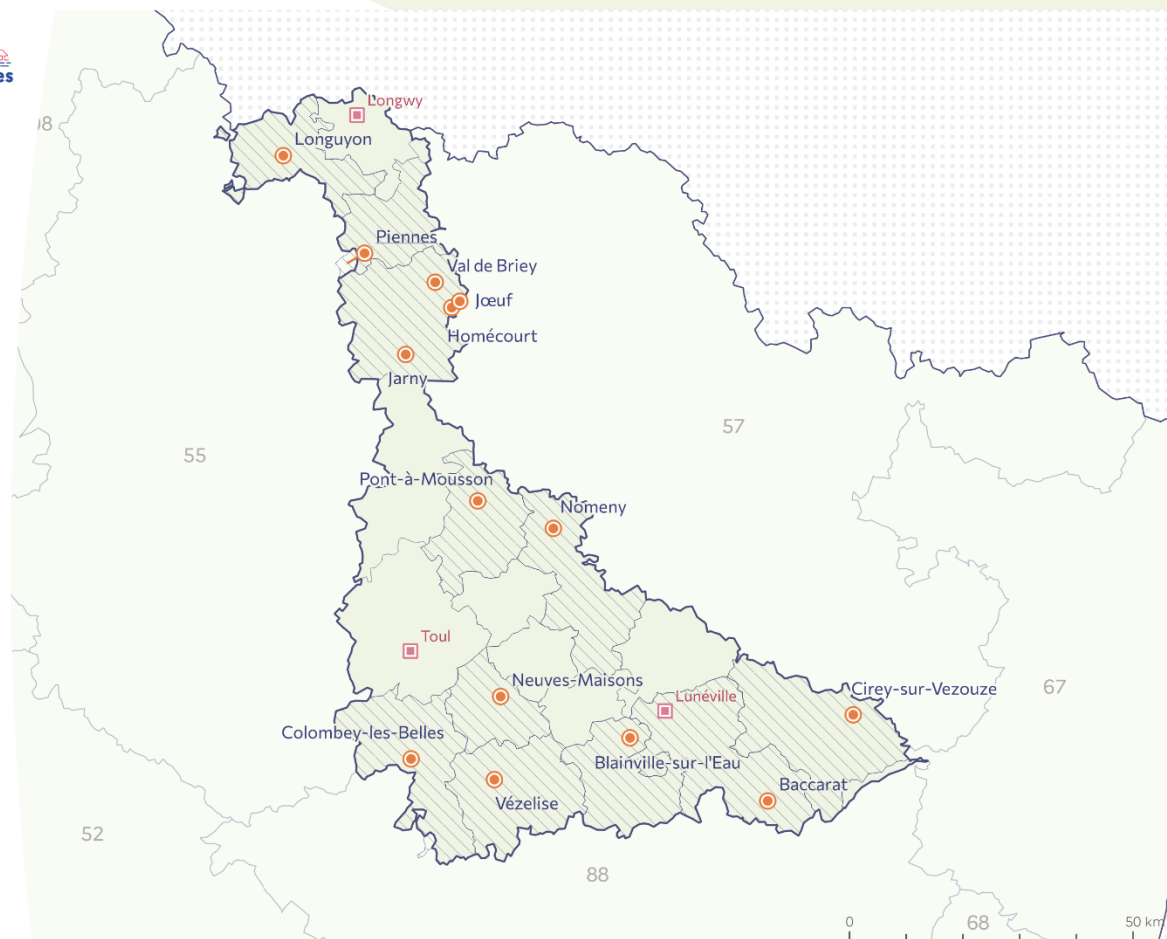 es
08
Longwy
Longuyon
Piennes
Val de Briey
Jœuf
Homécourt
Jarny
57
55
Pont-à-Mousson
Nomeny
Toul
Neuves-Maisons
Cirey-sur-Vezouze
67
Lunéville
Colombey-les-Belles
Blainville-sur-l'Eau
Baccarat
Vézelise
52
88
0
68
50 km